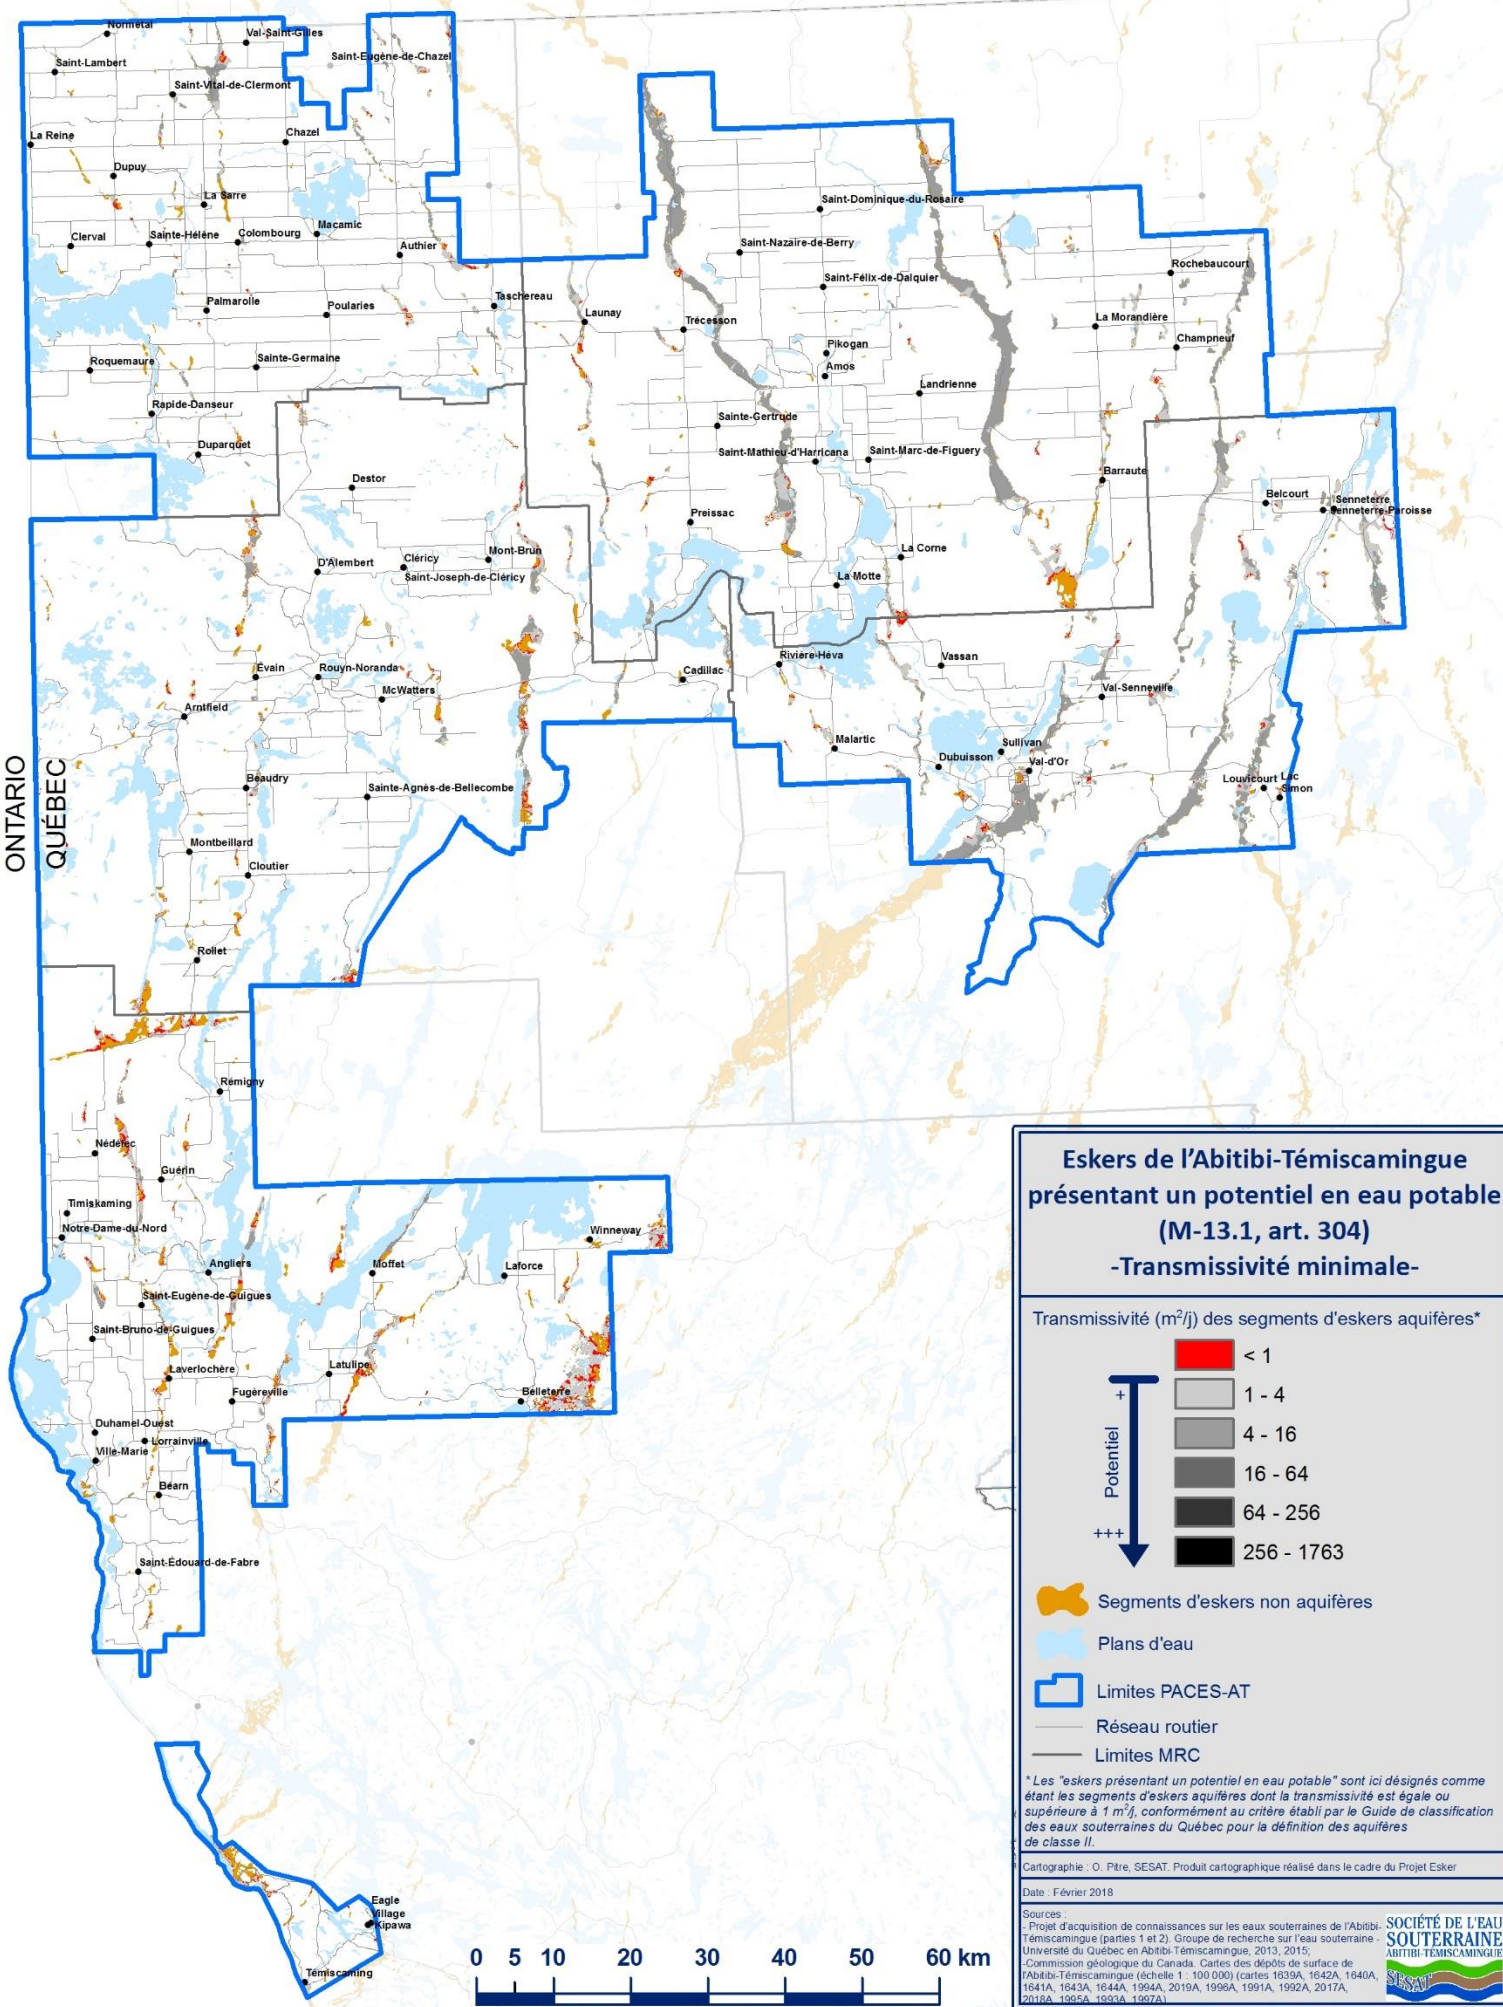 Normétal
Val-Saint-Gilles
Saint-Eugène-de-Chazel
Saint-Lambert
Saint-Vital-de-Clermont
La Reine
Chazel
Dupuy
La Sarre
Saint-Dominique-du-Rosaire
Clerval
Sainte-Hélène
Colombourg
Macamic
Authier
Saint-Nazaire-de-Berry
Rochebaucourt
Saint-Félix-de-Dalquier
Palmarolle
Poularies
Taschereau
Launay
Trécesson
La Morandière
Champneuf
Pikogan
Amos
Roquemaure
Sainte-Germaine
Landrienne
Rapide-Danseur
Sainte-Gertrude
Duparquet
Saint-Mathieu-d'Harricana
Saint-Marc-de-Figuery
Destor
Barraute
Belcourt
Senneterre
Senneterre-Paroisse
Preissac
D'Alembert
Cléricy
Saint-Joseph-de-Cléricy
Mont-Brun
La Corne
La Motte
Évain
Rouyn-Noranda
McWatters
Cadillac
Rivière-Héva
Vassan
Val-Senneville
Arntfield
Malartic
Dubuisson
Sullivan
Val-d'Or
Louvicourt
Lac
Simon
ONTARIO
QUÉBEC
Beaudry
Sainte-Agnès-de-Bellecombe
Montbeillard
Cloutier
Rollet
Rémigny
Nédélec
Guérin
Timiskaming
Notre-Dame-du-Nord
Winneway
Angliers
Moffet
Laforce
Saint-Eugène-de-Guigues
Saint-Bruno-de-Guigues
Laverlochère
Latulipe
Fugèreville
Belleterre
Duhamel-Ouest
Lorrainville
Ville-Marie
Béarn
Saint-Édouard-de-Fabre
Eagle
Village
Kipawa
Témiscaming
0 5 10 20 30 40 50 60 km
Eskers de l'Abitibi-Témiscamingue
présentant un potentiel en eau potable
(M-13.1, art. 304)
-Transmissivité minimale-
Transmissivité (m²/j) des segments d'eskers aquifères*
< 1
1 - 4
4 - 16
16 - 64
64 - 256
256 - 1763
+
Potentiel
+++
Segments d'eskers non aquifères
Plans d'eau
Limites PACES-AT
Réseau routier
Limites MRC
* Les "eskers présentant un potentiel en eau potable" sont ici désignés comme
étant les segments d'eskers aquifères dont la transmissivité est égale ou
supérieure à 1 m²/j, conformément au critère établi par le Guide de classification
des eaux souterraines du Québec pour la définition des aquifères
de classe II.
Cartographie : O. Pitre, SESAT. Produit cartographique réalisé dans le cadre du Projet Esker
Date : Février 2018
Sources :
- Projet d'acquisition de connaissances sur les eaux souterraines de l'Abitibi-
Témiscamingue (parties 1 et 2). Groupe de recherche sur l'eau souterraine -
Université du Québec en Abitibi-Témiscamingue, 2013, 2015;
-Commission géologique du Canada. Cartes des dépôts de surface de
l'Abitibi-Témiscamingue (échelle 1 : 100 000) (cartes 1639A, 1642A, 1640A,
1641A, 1643A, 1644A, 1994A, 2019A, 1996A, 1991A, 1992A, 2017A,
2018A, 1995A, 1993A, 1997A)
SOCIÉTÉ DE L'EAU
SOUTERRAINE
ABITIBI-TÉMISCAMINGUE
SESAT